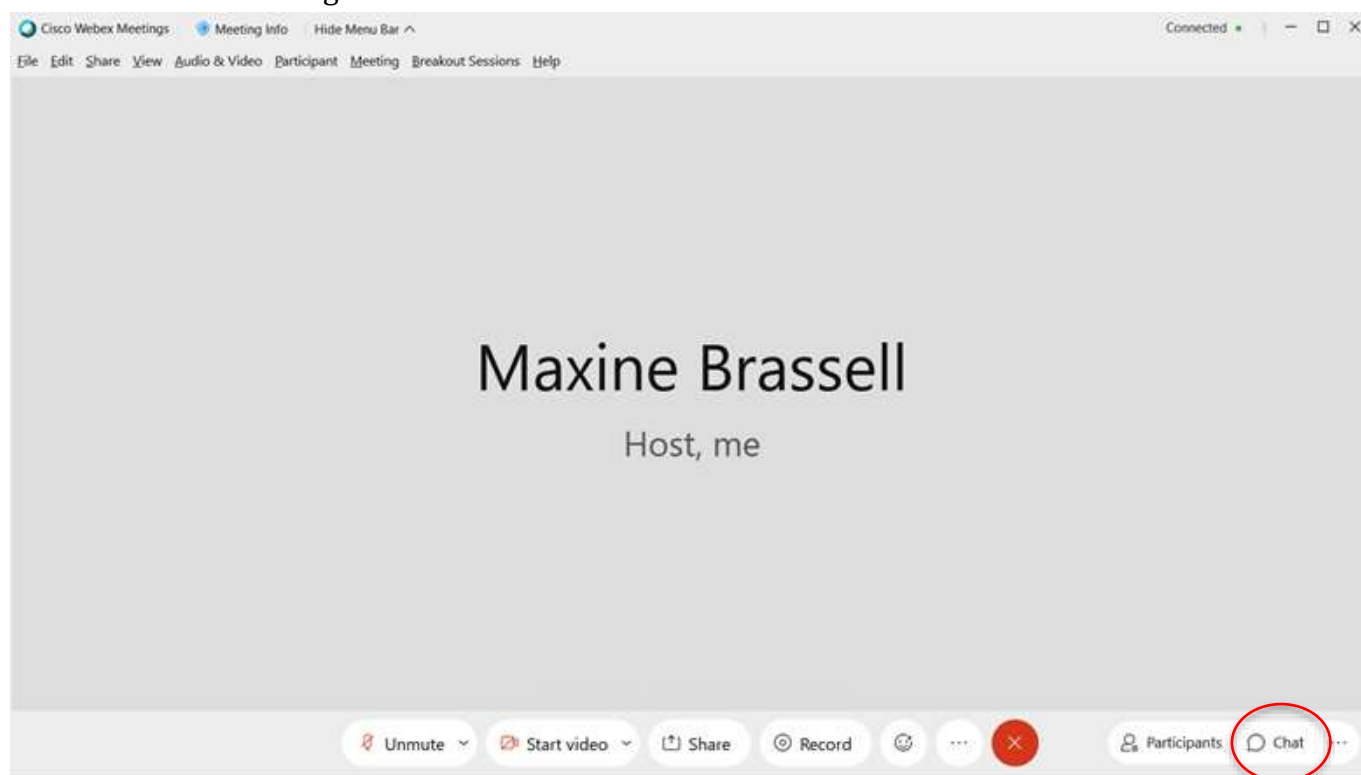 Cisco Webex Meetings Meeting Info Hide Menu Bar Connected
File Edit Share View Audio & Video Participant Meeting Breakout Sessions Help
Maxine Brassell
Host, me
Unmute Start video Share Record ... Participants Chat ...